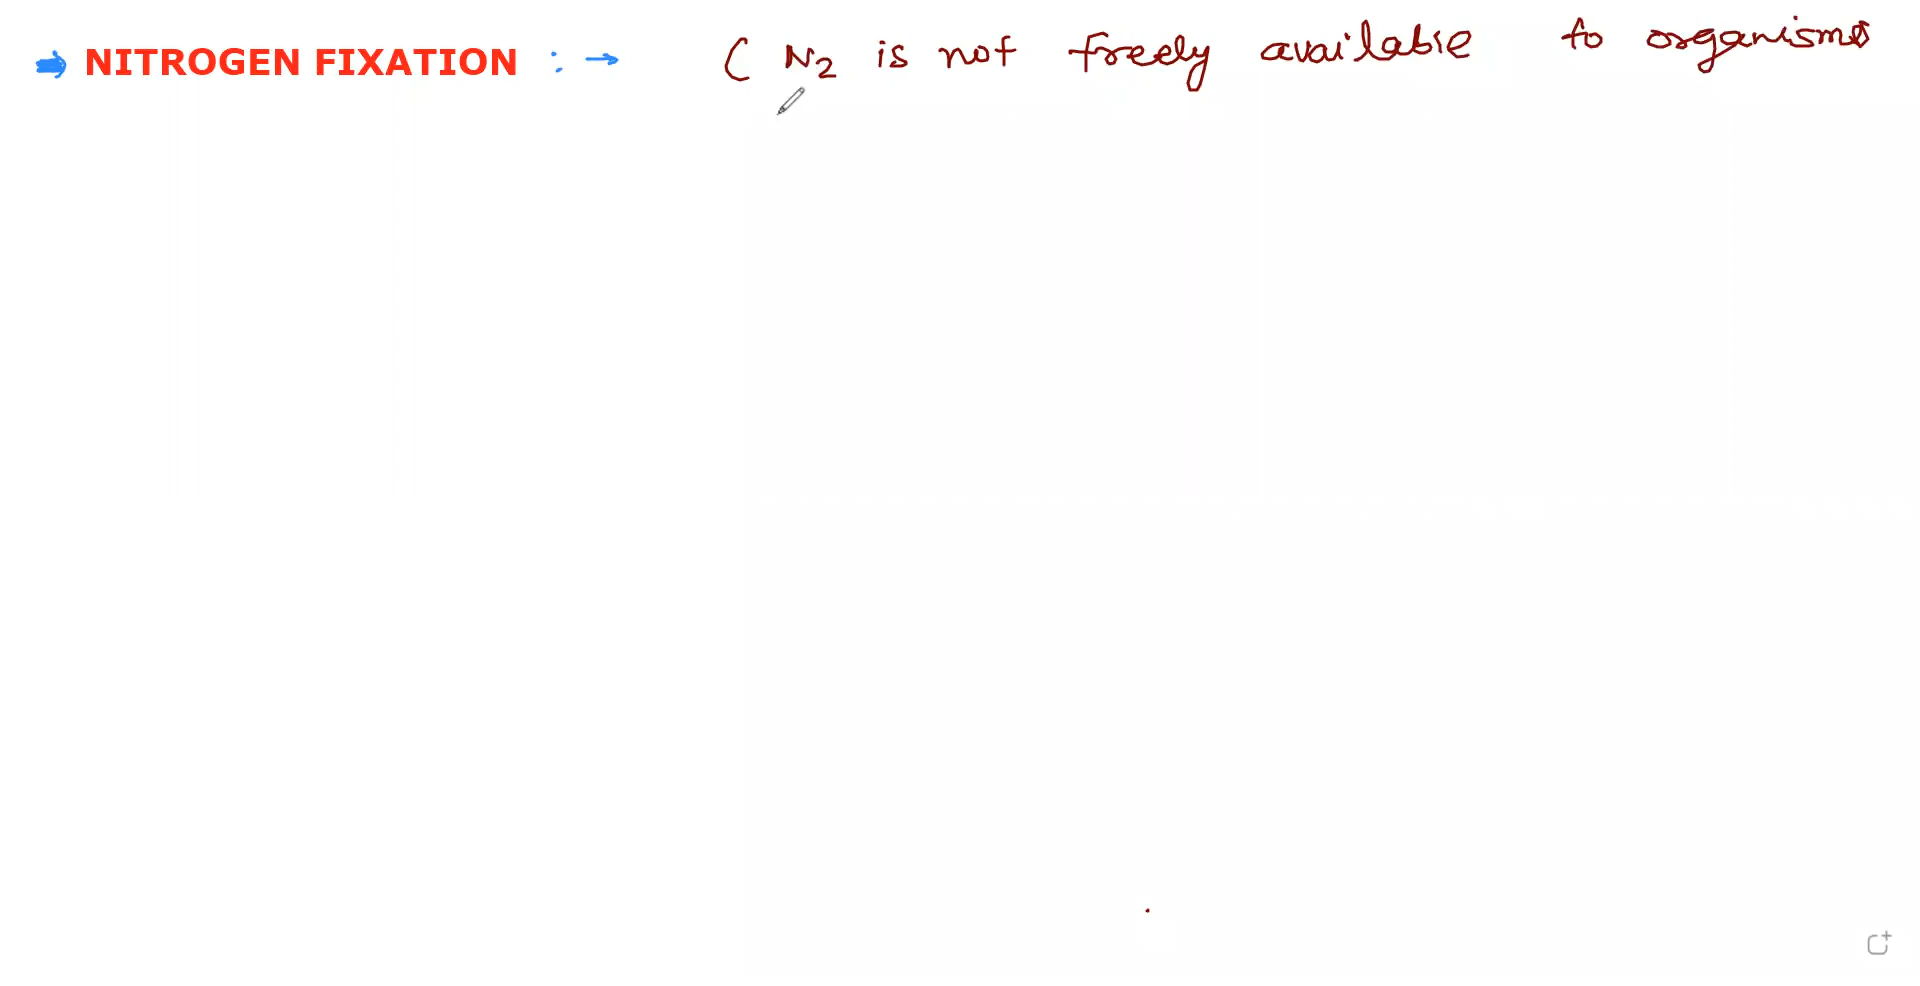 ➡ NITROGEN FIXATION :→ ( N₂ is not freely available to organisms